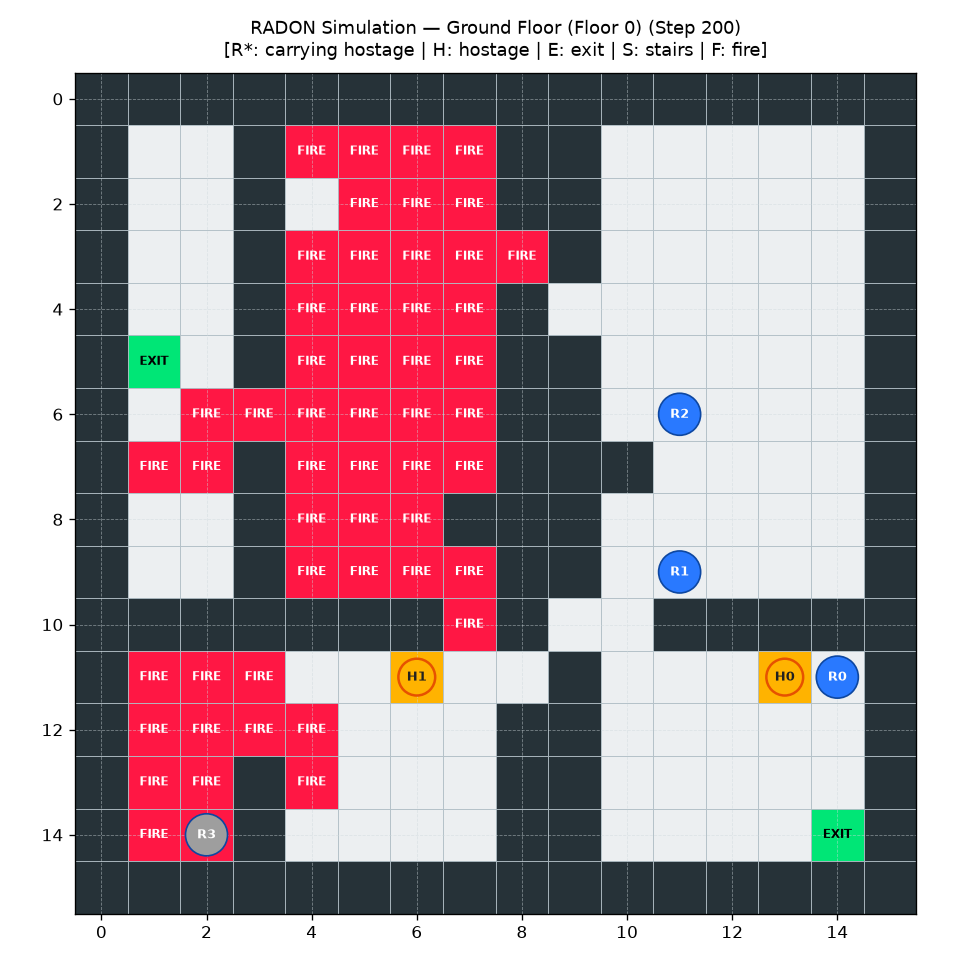 RADON Simulation — Ground Floor (Floor 0) (Step 200)
[R*: carrying hostage | H: hostage | E: exit | S: stairs | F: fire]
0
FIRE FIRE FIRE FIRE
2 FIRE FIRE FIRE
FIRE FIRE FIRE FIRE FIRE
4 FIRE FIRE FIRE FIRE
EXIT FIRE FIRE FIRE FIRE
6 FIRE FIRE FIRE FIRE FIRE FIRE R2
FIRE FIRE FIRE FIRE FIRE FIRE
8 FIRE FIRE FIRE
FIRE FIRE FIRE FIRE R1
10 FIRE
FIRE FIRE FIRE H1 H0 R0
12 FIRE FIRE FIRE FIRE
FIRE FIRE FIRE
14 FIRE R3 EXIT
0 2 4 6 8 10 12 14